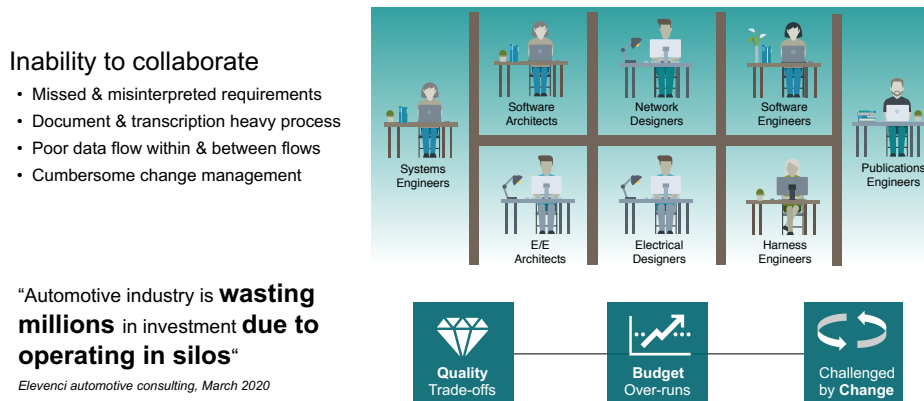 Inability to collaborate
• Missed & misinterpreted requirements
• Document & transcription heavy process
• Poor data flow within & between flows
• Cumbersome change management
“Automotive industry is wasting
millions in investment due to
operating in silos“
Elevenci automotive consulting, March 2020
Systems
Engineers
Software
Architects
Network
Designers
Software
Engineers
Publications
Engineers
E/E
Architects
Electrical
Designers
Harness
Engineers
Quality
Trade-offs
Budget
Over-runs
Challenged
by Change